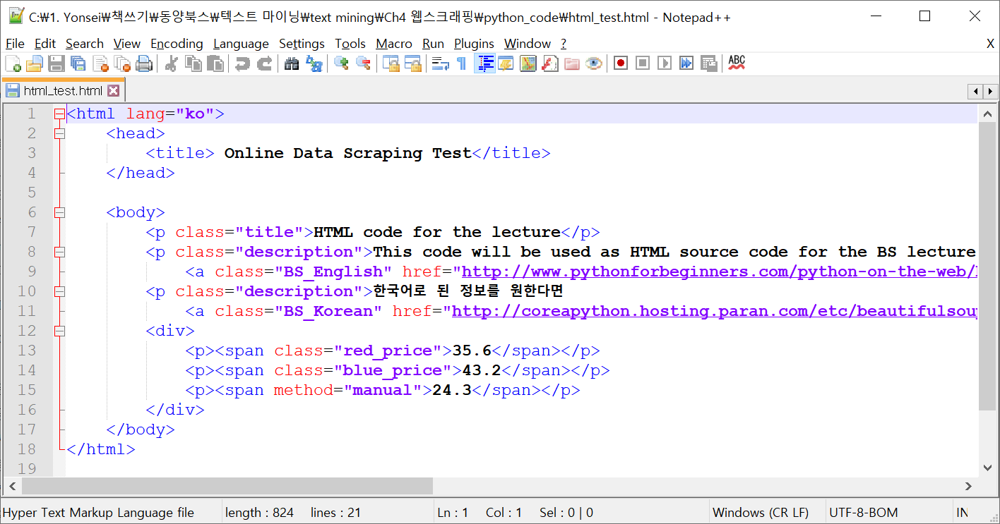 C:\1. Yonsei\책쓰기\동양북스\텍스트 마이닝\text mining\Ch4 웹스크래핑\python_code\html_test.html - Notepad++
File Edit Search View Encoding Language Settings Tools Macro Run Plugins Window ? X
ABC
html_test.html
1 <html lang="ko">
2 <head>
3 <title> Online Data Scraping Test</title>
4 </head>
5
6 <body>
7 <p class="title">HTML code for the lecture</p>
8 <p class="description">This code will be used as HTML source code for the BS lecture
9 <a class="BS_English" href="http://www.pythonforbeginners.com/python-on-the-web/
10 <p class="description">한국어로 된 정보를 원한다면
11 <a class="BS_Korean" href="http://coreapython.hosting.paran.com/etc/beautifulsou
12 <div>
13 <p><span class="red_price">35.6</span></p>
14 <p><span class="blue_price">43.2</span></p>
15 <p><span method="manual">24.3</span></p>
16 </div>
17 </body>
18 </html>
19
Hyper Text Markup Language file length : 824 lines : 21 Ln : 1 Col : 1 Sel : 0 | 0 Windows (CR LF) UTF-8-BOM IN